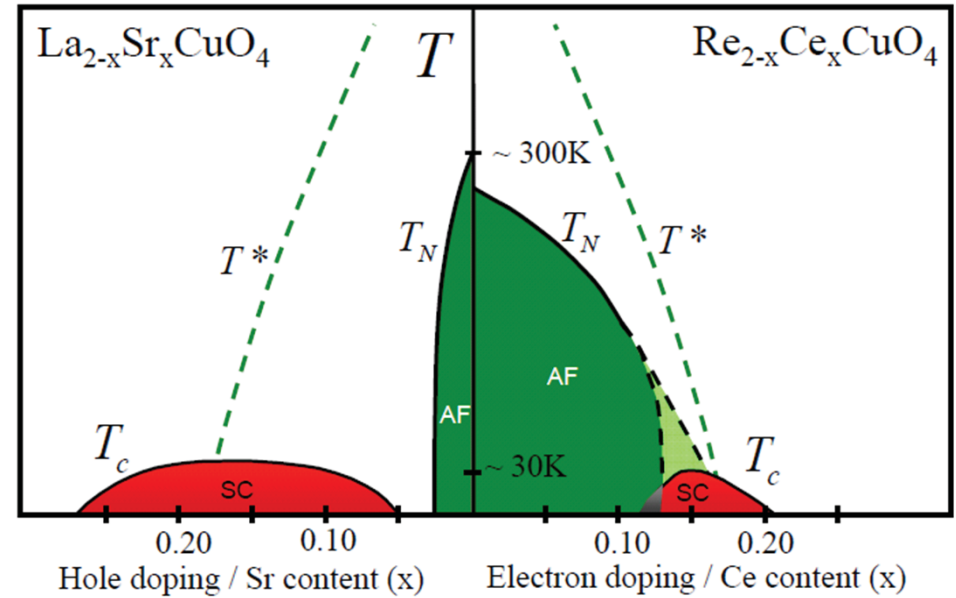 La2-xSrxCuO4
T
Re2-xCexCuO4
~ 300K
TN
TN
T*
T*
AF
AF
Tc
~ 30K
Tc
SC
SC
0.20 0.10 0.10 0.20
Hole doping / Sr content (x)
Electron doping / Ce content (x)